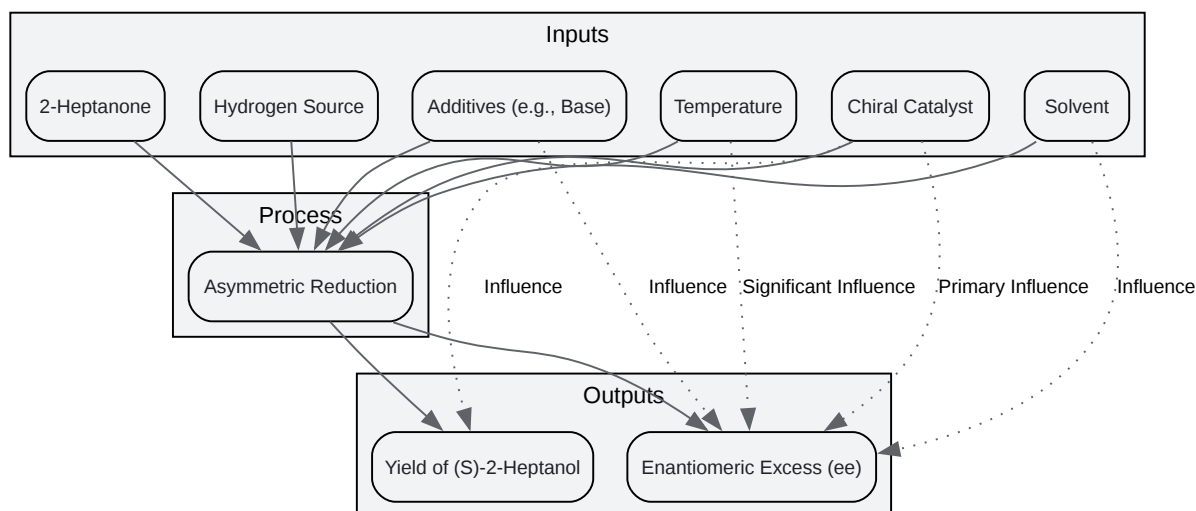 Inputs
2-Heptanone
Hydrogen Source
Additives (e.g., Base)
Temperature
Chiral Catalyst
Solvent
Process
Asymmetric Reduction
Influence
Influence
Significant Influence
Primary Influence
Influence
Outputs
Yield of (S)-2-Heptanol
Enantiomeric Excess (ee)